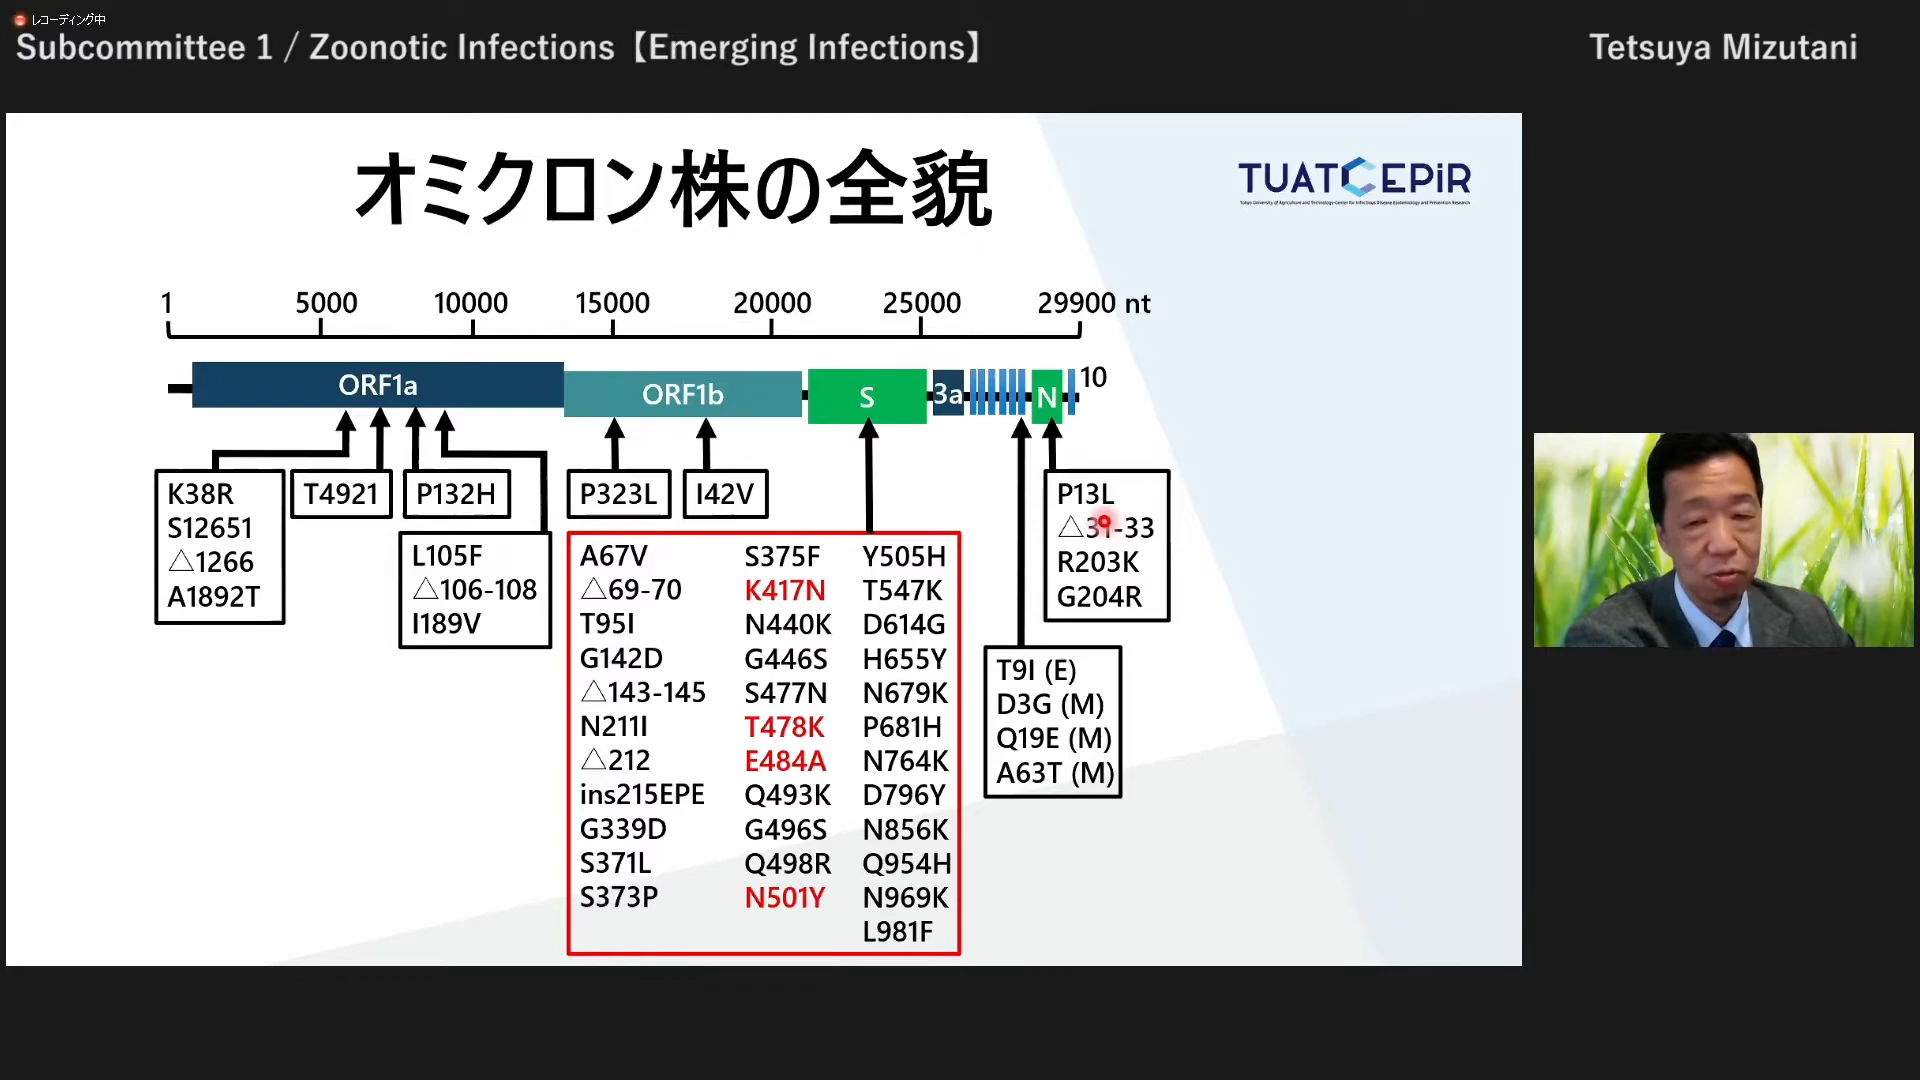 レコーディング中
Subcommittee 1 / Zoonotic Infections【Emerging Infections】
Tetsuya Mizutani
オミクロン株の全貌
TUAT CEPiR
Tokyo University of Agriculture and Technology-Center for Infectious Disease Epidemiology and Prevention Research
1 5000 10000 15000 20000 25000 29900 nt
ORF1a
ORF1b
S
3a
N
10
K38R
S12651
△1266
A1892T
T4921
P132H
L105F
△106-108
I189V
P323L
I42V
A67V
△69-70
T95I
G142D
△143-145
N211I
△212
ins215EPE
G339D
S371L
S373P
S375F
K417N
N440K
G446S
S477N
T478K
E484A
Q493K
G496S
Q498R
N501Y
Y505H
T547K
D614G
H655Y
N679K
P681H
N764K
D796Y
N856K
Q954H
N969K
L981F
T9I (E)
D3G (M)
Q19E (M)
A63T (M)
P13L
△31-33
R203K
G204R